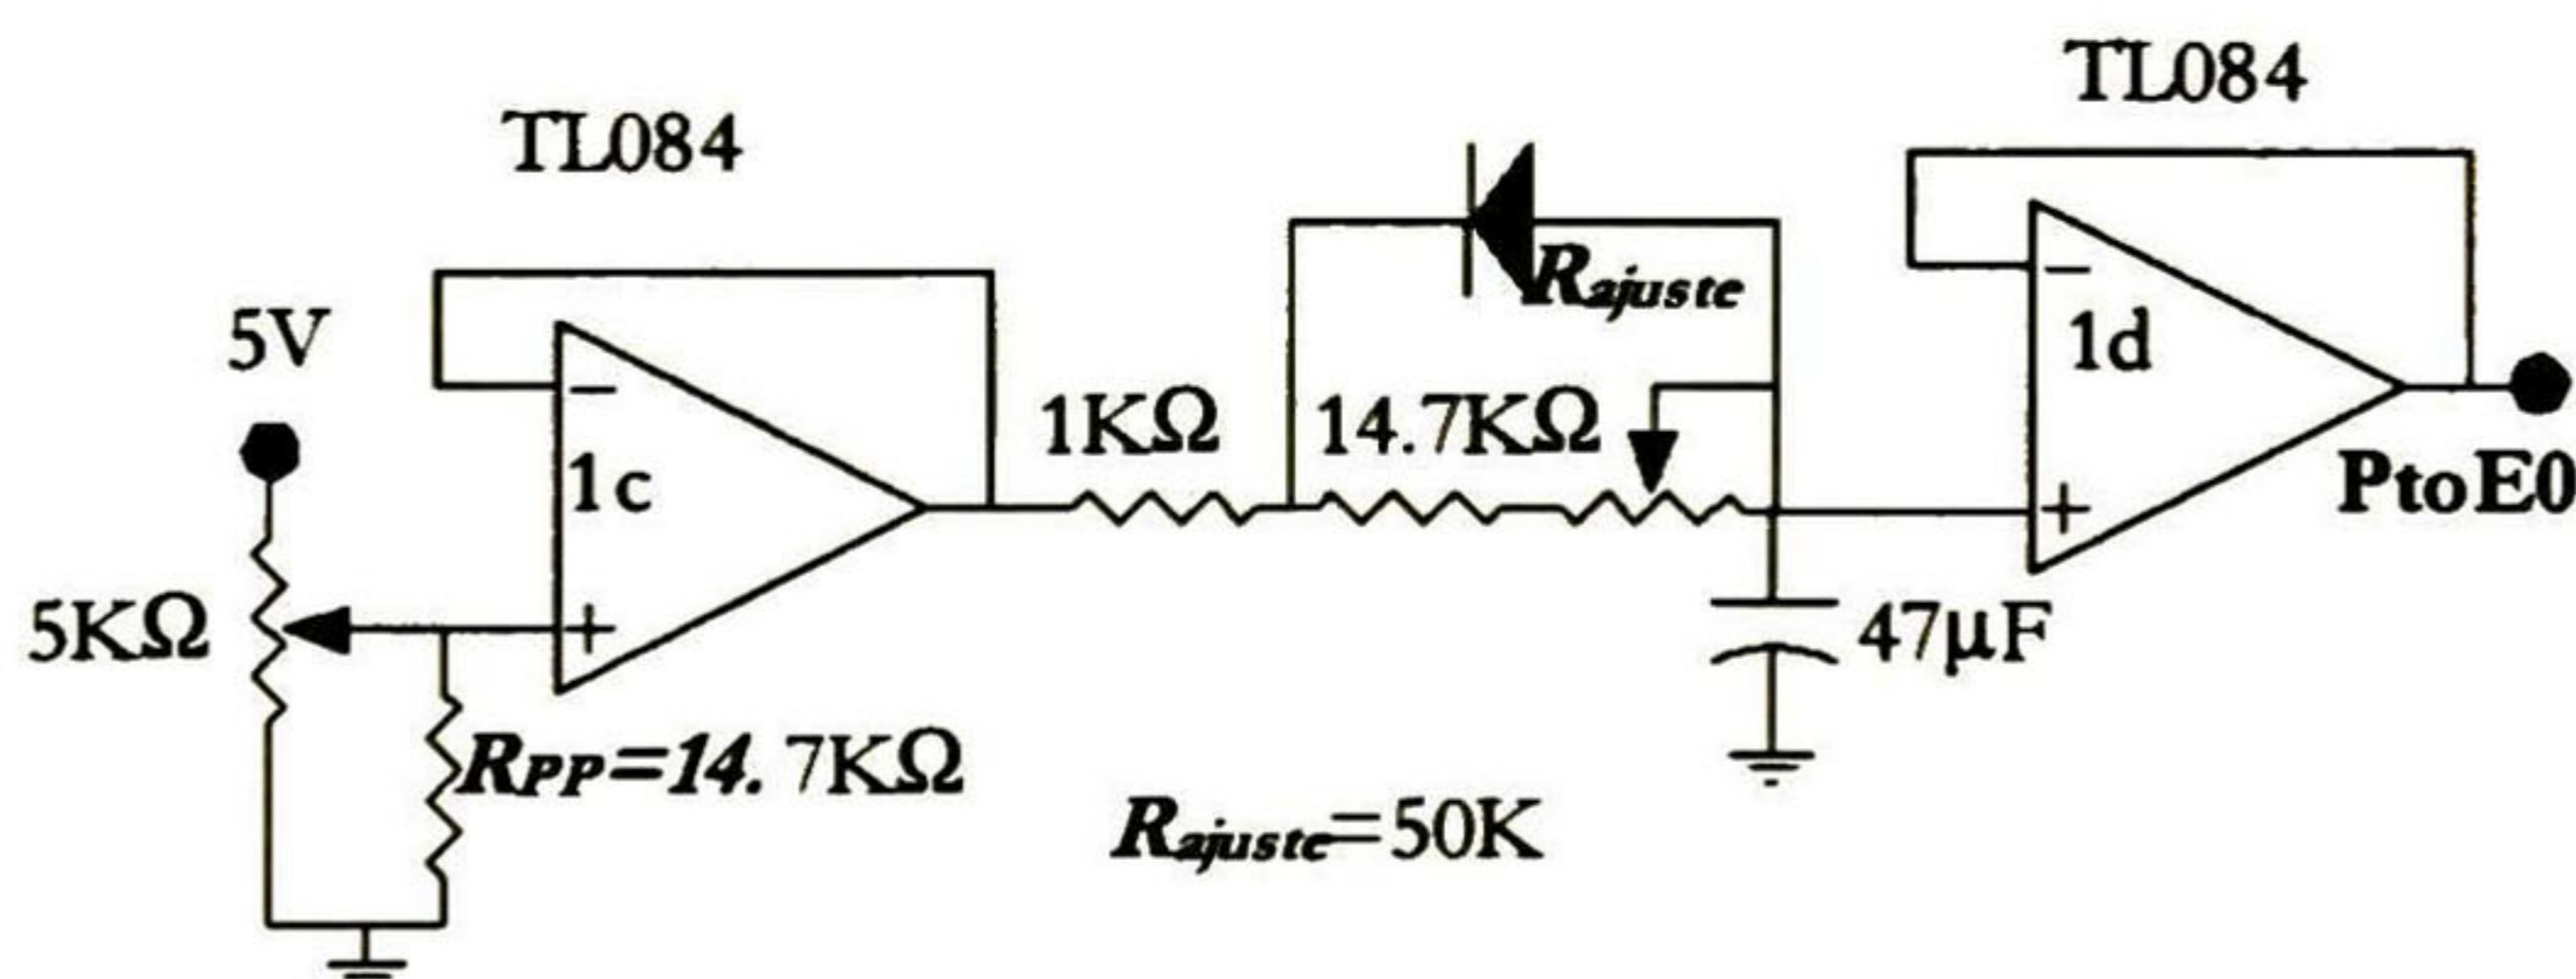 TL084
TL084
5V
−
1c
+
5KΩ
1KΩ
14.7KΩ
Rajuste
−
1d
+
PtoE0
47µF
RPP=14. 7KΩ
Rajuste=50K